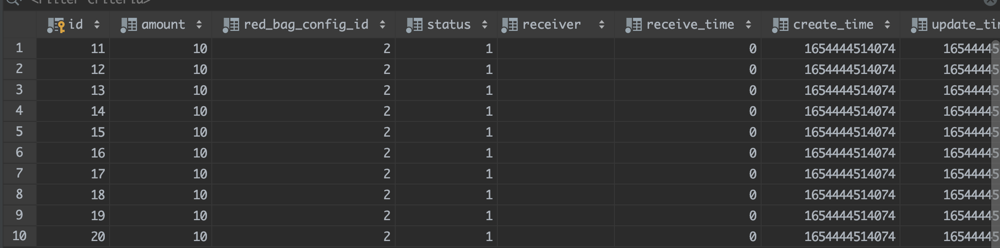 <Filter Criteria>
id amount red_bag_config_id status receiver receive_time create_time update_tim
1 11 10 2 1 0 1654444514074 16544445
2 12 10 2 1 0 1654444514074 16544445
3 13 10 2 1 0 1654444514074 16544445
4 14 10 2 1 0 1654444514074 16544445
5 15 10 2 1 0 1654444514074 16544445
6 16 10 2 1 0 1654444514074 16544445
7 17 10 2 1 0 1654444514074 16544445
8 18 10 2 1 0 1654444514074 16544445
9 19 10 2 1 0 1654444514074 16544445
10 20 10 2 1 0 1654444514074 16544445